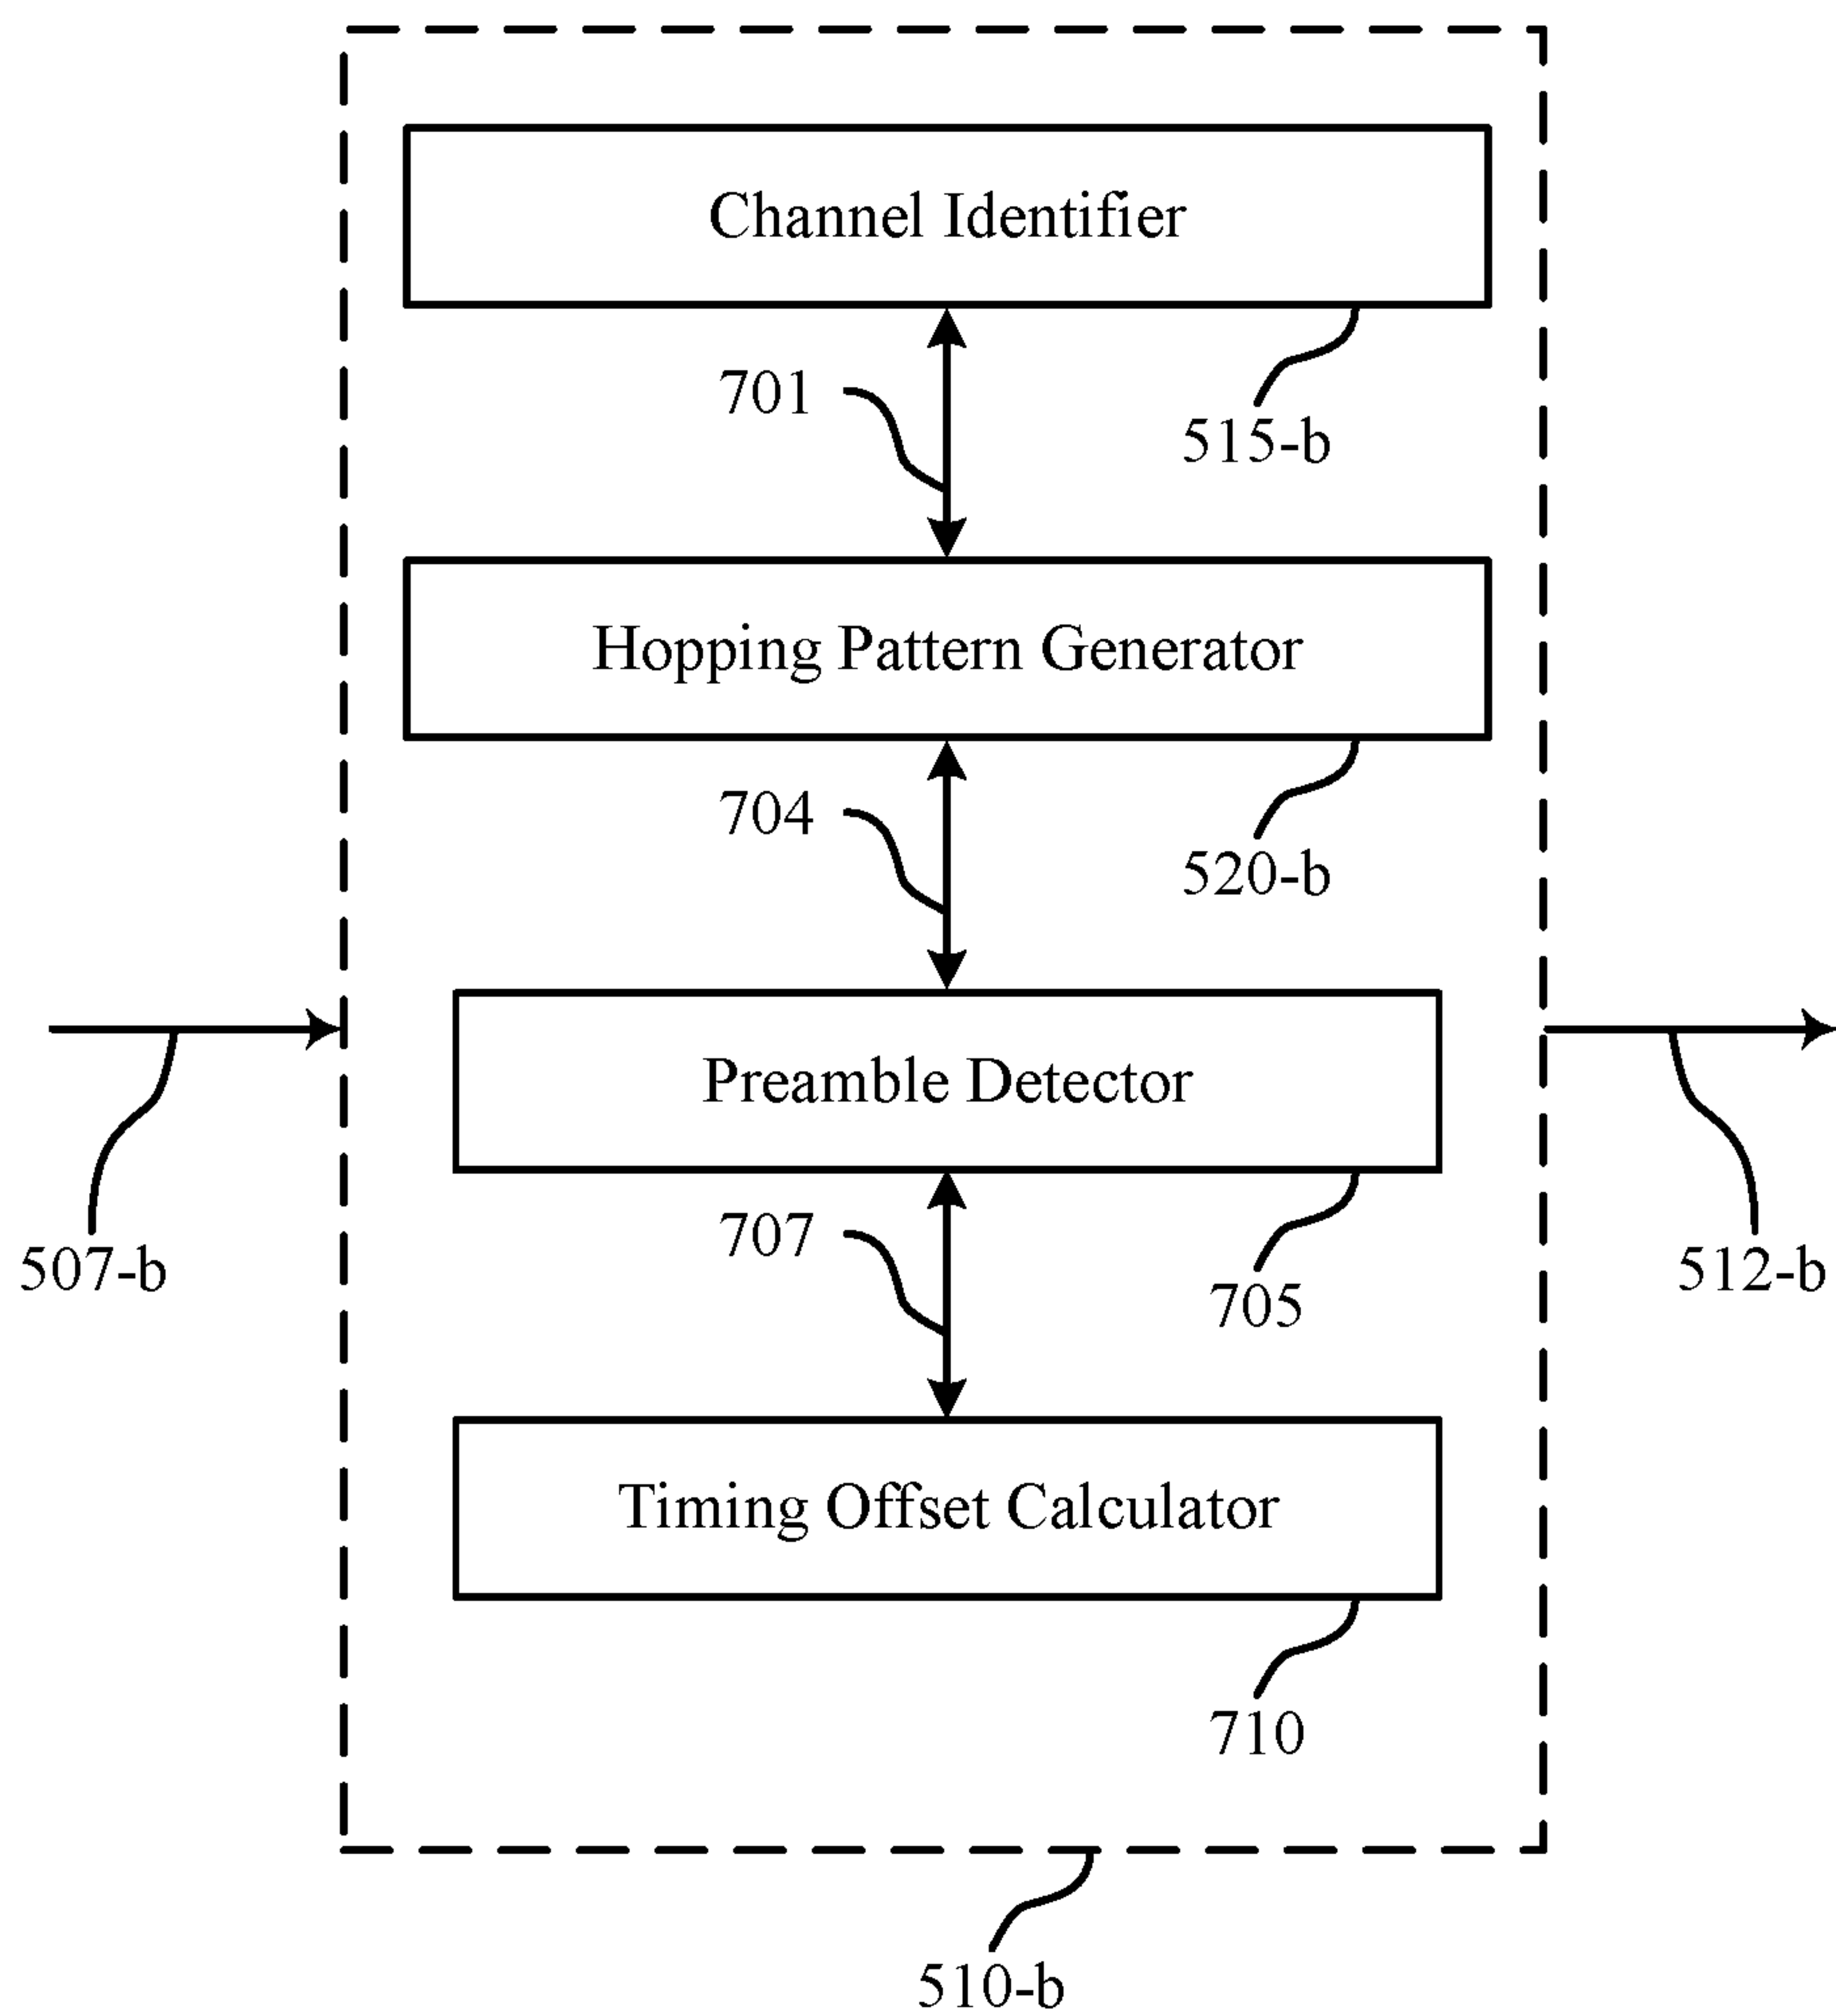 Channel Identifier
701
515-b
Hopping Pattern Generator
704
520-b
Preamble Detector
507-b
707
705
512-b
Timing Offset Calculator
710
510-b